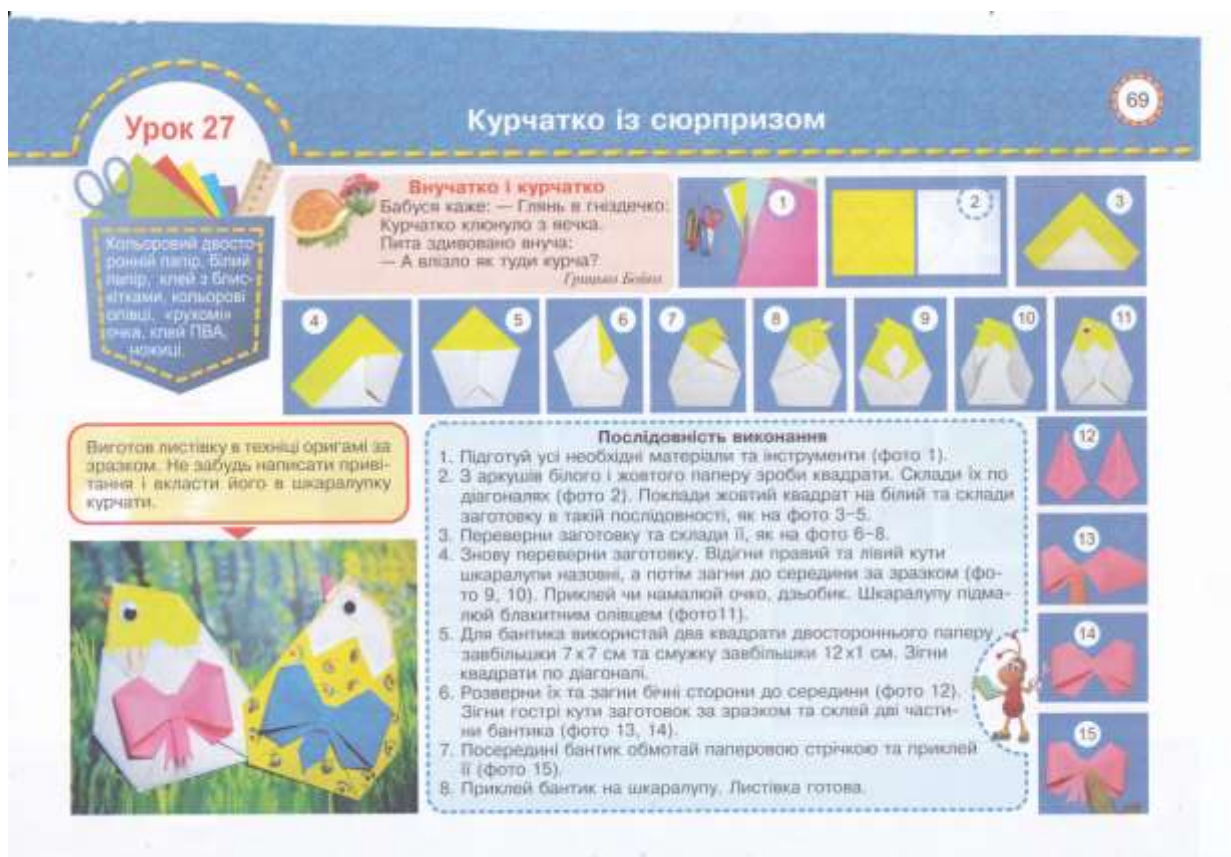 69
Урок 27
Курчатко із сюрпризом
Кольоровий двосто-
ронній папір, білий
папір, клей з блис-
кітками, кольорові
олівці, «рухомі»
очка, клей ПВА,
ножиці.
Внучатко і курчатко
Бабуся каже: — Глянь в гніздечко:
Курчатко клюнуло з яєчка.
Пита здивовано внуча:
— А влізло як туди курча?
Грицько Бойко
1
2
3
4
5
6
7
8
9
10
11
Виготов листівку в техніці оригамі за
зразком. Не забудь написати приві-
тання і вкласти його в шкаралупку
курчати.
Послідовність виконання
1. Підготуй усі необхідні матеріали та інструменти (фото 1).
2. З аркушів білого і жовтого паперу зроби квадрати. Склади їх по
діагоналях (фото 2). Поклади жовтий квадрат на білий та склади
заготовку в такій послідовності, як на фото 3–5.
3. Переверни заготовку та склади її, як на фото 6–8.
4. Знову переверни заготовку. Відігни правий та лівий кути
шкаралупи назовні, а потім загни до середини за зразком (фо-
то 9, 10). Приклей чи намалюй очко, дзьобик. Шкаралупу підма-
люй блакитним олівцем (фото11).
5. Для бантика використай два квадрати двостороннього паперу
завбільшки 7х7 см та смужку завбільшки 12х1 см. Зігни
квадрати по діагоналі.
6. Розверни їх та загни бічні сторони до середини (фото 12).
Зігни гострі кути заготовок за зразком та склей дві части-
ни бантика (фото 13, 14).
7. Посередині бантик обмотай паперовою стрічкою та приклей
її (фото 15).
8. Приклей бантик на шкаралупу. Листівка готова.
12
13
14
15